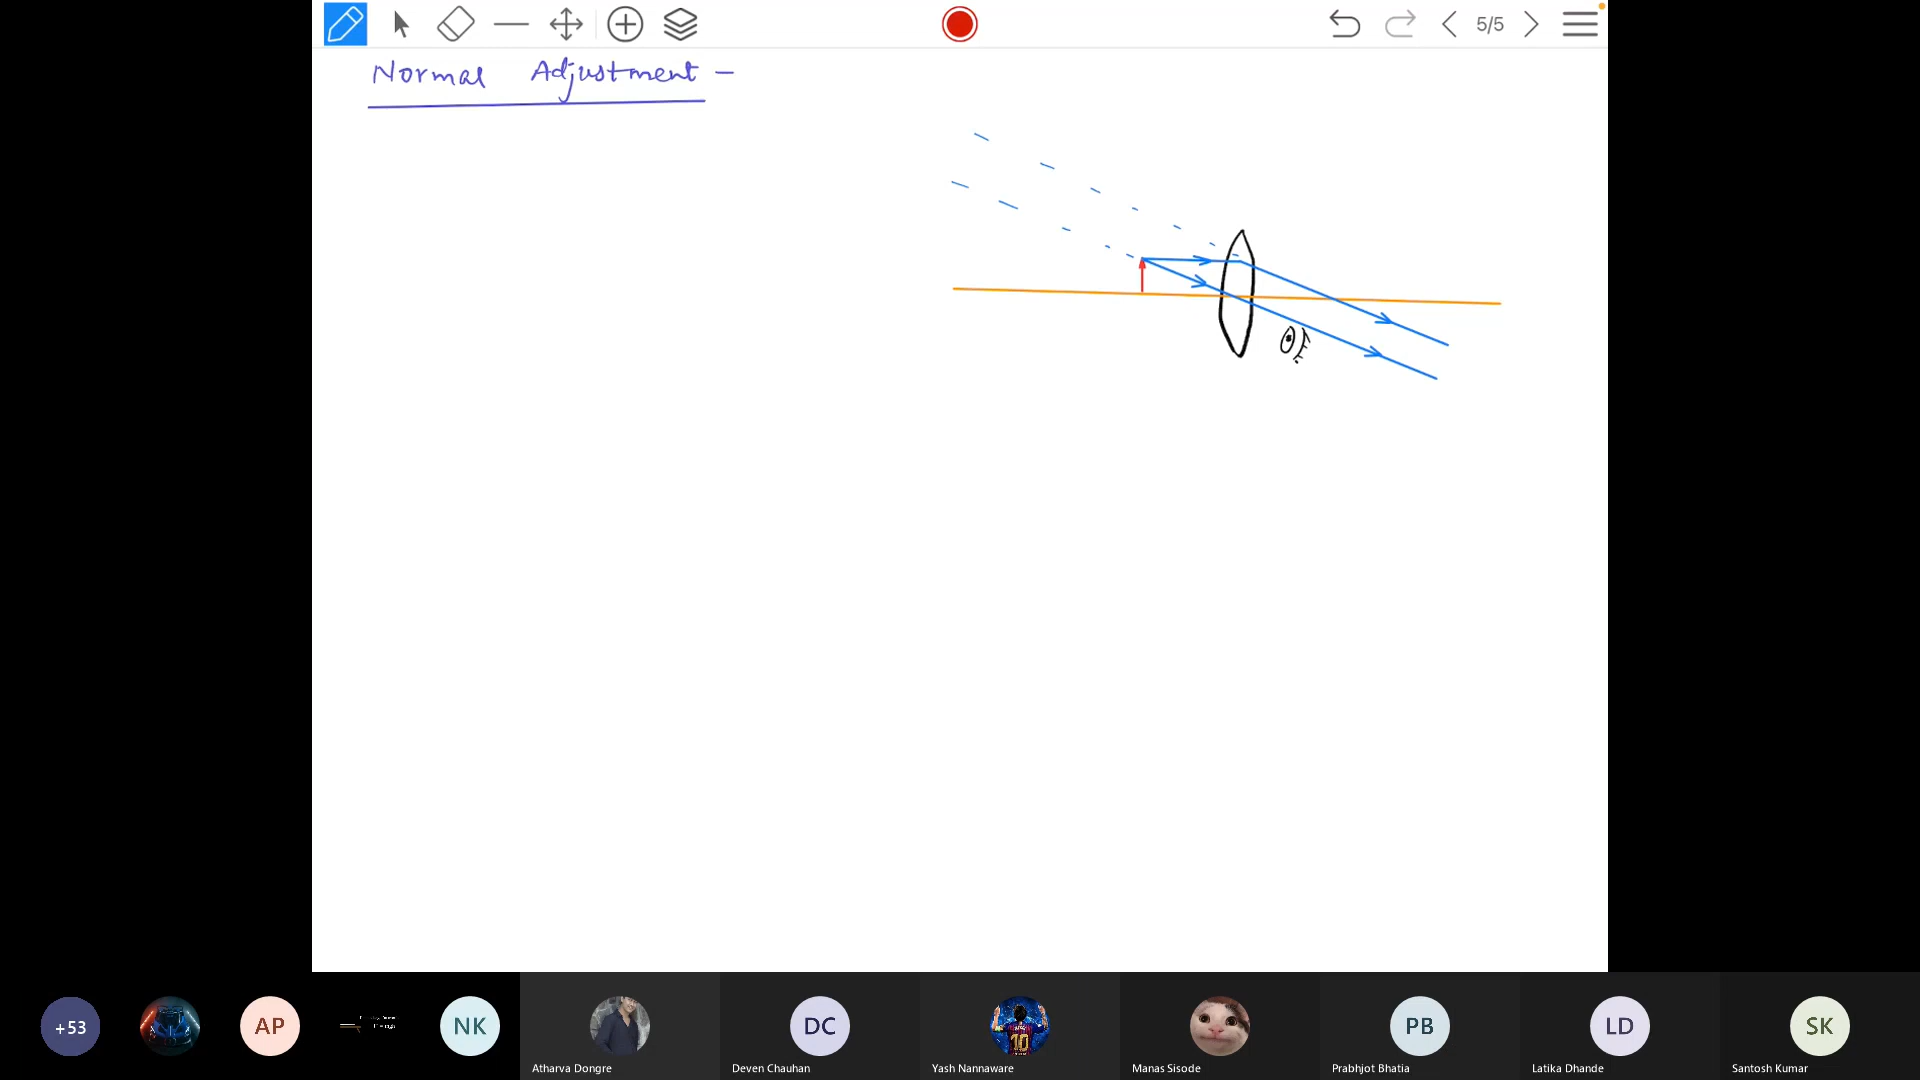 5/5
Normal Adjustment -
+53
AP
NK
DC
PB
LD
SK
10
Atharva Dongre
Deven Chauhan
Yash Nannaware
Manas Sisode
Prabhjot Bhatia
Latika Dhande
Santosh Kumar